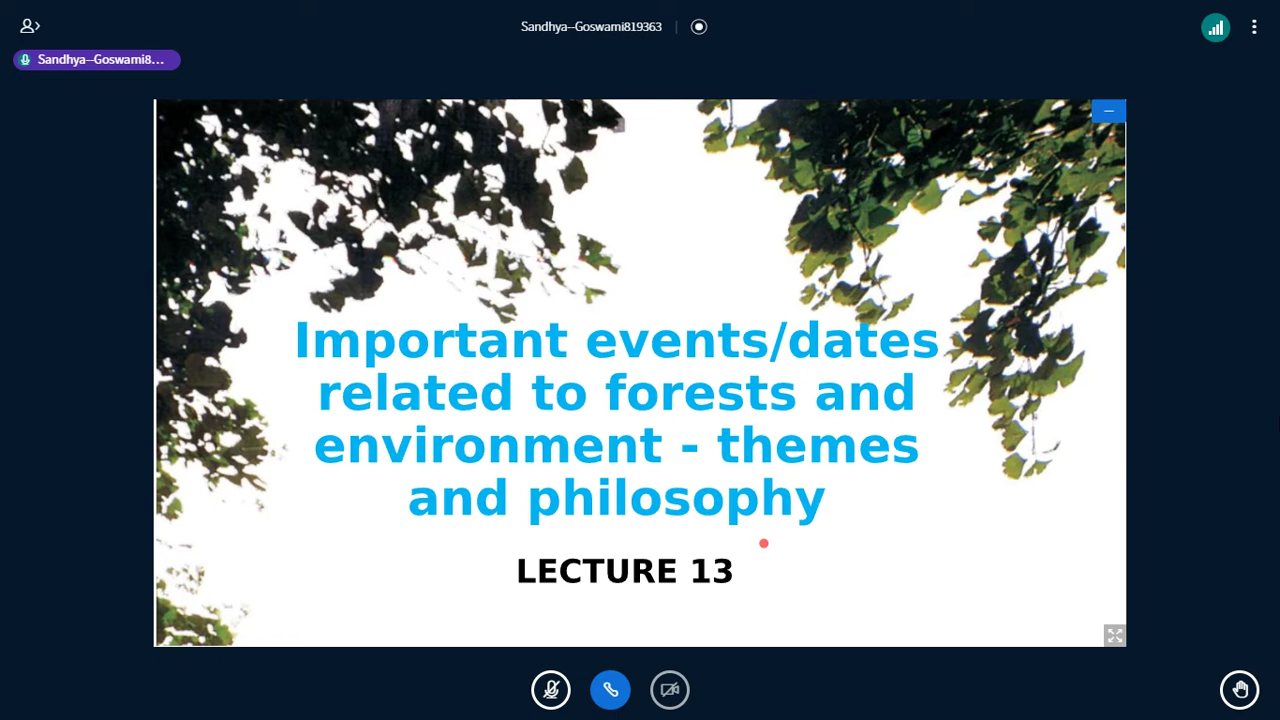 Sandhya--Goswami819363
Sandhya--Goswami8...
Important events/dates
related to forests and
environment - themes
and philosophy
LECTURE 13